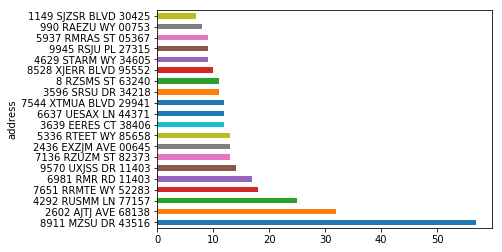 1149 SJZSR BLVD 30425
990 RAEZU WY 00753
5937 RMRAS ST 05367
9945 RSJU PL 27315
4629 STARM WY 34605
8528 XJERR BLVD 95552
8 RZSMS ST 63240
3596 SRSU DR 34218
7544 XTMUA BLVD 29941
6637 UESAX LN 44371
3639 EERES CT 38406
5336 RTEET WY 85658
2436 EXZJM AVE 00645
7136 RZUZM ST 82373
9570 UXJSS DR 11403
6981 RMR RD 11403
7651 RRMTE WY 52283
4292 RUSMM LN 77157
2602 AJTJ AVE 68138
8911 MZSU DR 43516
address
0 10 20 30 40 50